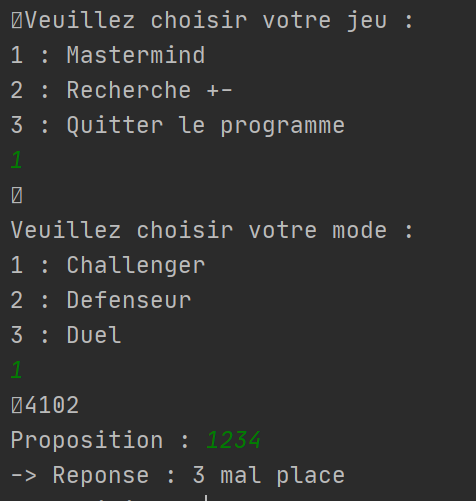 Veuillez choisir votre jeu :
1 : Mastermind
2 : Recherche +-
3 : Quitter le programme
1
Veuillez choisir votre mode :
1 : Challenger
2 : Defenseur
3 : Duel
1
4102
Proposition : 1234
-> Reponse : 3 mal place